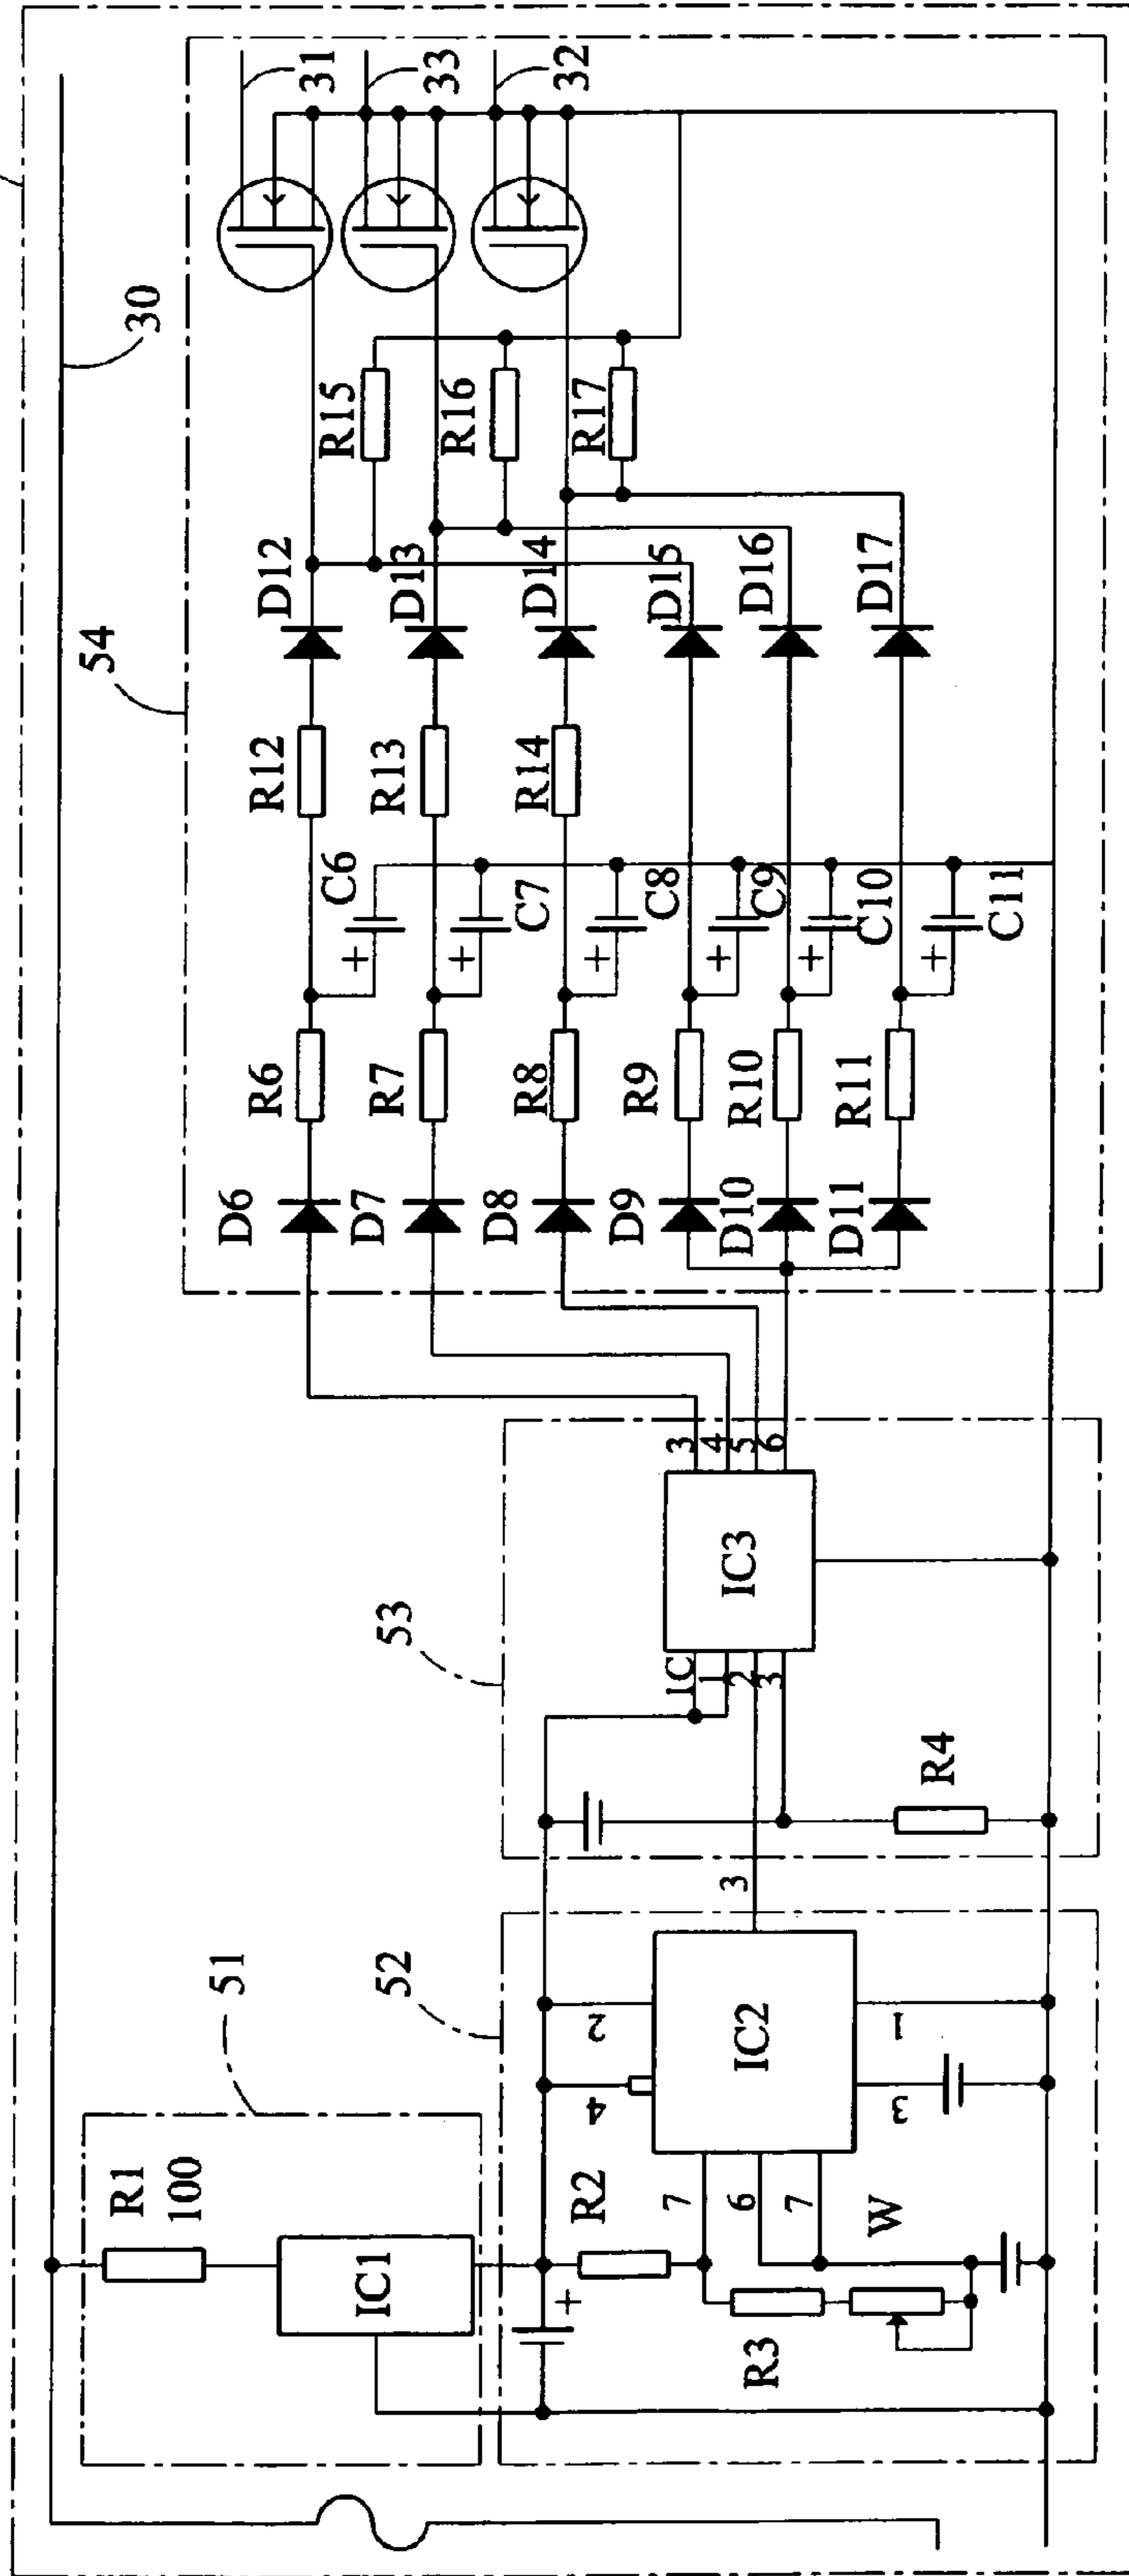 30
31
33
32
54
D12
D13
D14
D15
D16
D17
R15
R16
R17
R12
R13
R14
C6
C7
C8
C9
C10
C11
+
+
+
+
+
+
R6
R7
R8
R9
R10
R11
D6
D7
D8
D9
D10
D11
53
3
4
5
6
IC3
IC
1
2
3
R4
3
51
R1
100
IC1
52
2
4
IC2
1
3
7
6
7
R2
R3
W
+